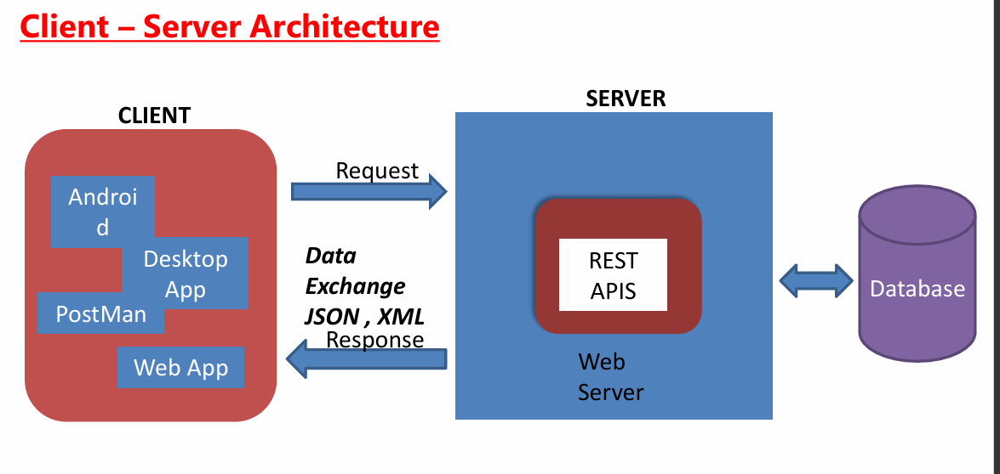 Client – Server Architecture
CLIENT
Androi
d
Desktop
App
PostMan
Web App
Request
Data
Exchange
JSON , XML
Response
SERVER
REST
APIS
Web
Server
Database